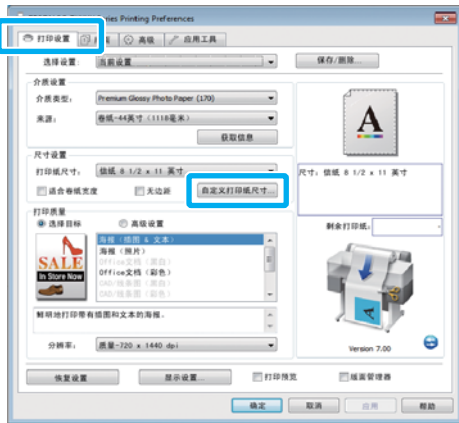 ries Printing Preferences
打印设置
高级
应用工具
选择设置:
当前设置
保存/删除...
介质设置
介质类型:
Premium Glossy Photo Paper (170)
来源:
卷纸-44英寸 (1118毫米)
获取信息
尺寸设置
打印纸尺寸:
信纸 8 1/2 x 11 英寸
适合卷纸宽度
无边距
自定义打印纸尺寸...
尺寸: 信纸 8 1/2 x 11 英寸
打印质量
选择目标
高级设置
海报 (插图 & 文本)
海报 (照片)
Office文档 (黑白)
Office文档 (彩色)
CAD/线条图 (黑白)
CAD/线条图 (彩色)
SALE
In Store Now
A
剩余打印纸:
-
鲜明地打印带有插图和文本的海报。
分辨率:
质量-720 x 1440 dpi
Version 7.00
恢复设置
显示设置...
打印预览
版面管理器
确定
取消
应用
帮助